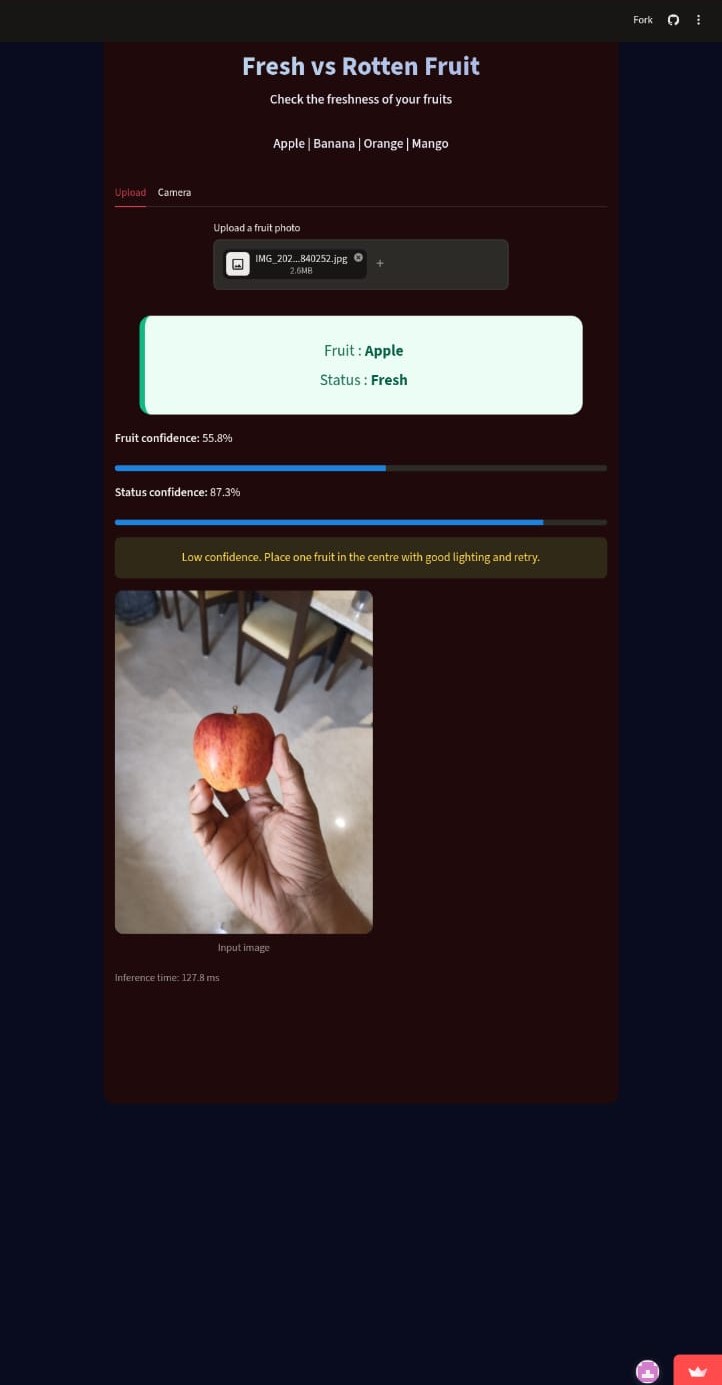 Fork
Fresh vs Rotten Fruit
Check the freshness of your fruits
Apple | Banana | Orange | Mango
Upload Camera
Upload a fruit photo
IMG_202...840252.jpg
2.6MB
Fruit : Apple
Status : Fresh
Fruit confidence: 55.8%
Status confidence: 87.3%
Low confidence. Place one fruit in the centre with good lighting and retry.
Input image
Inference time: 127.8 ms